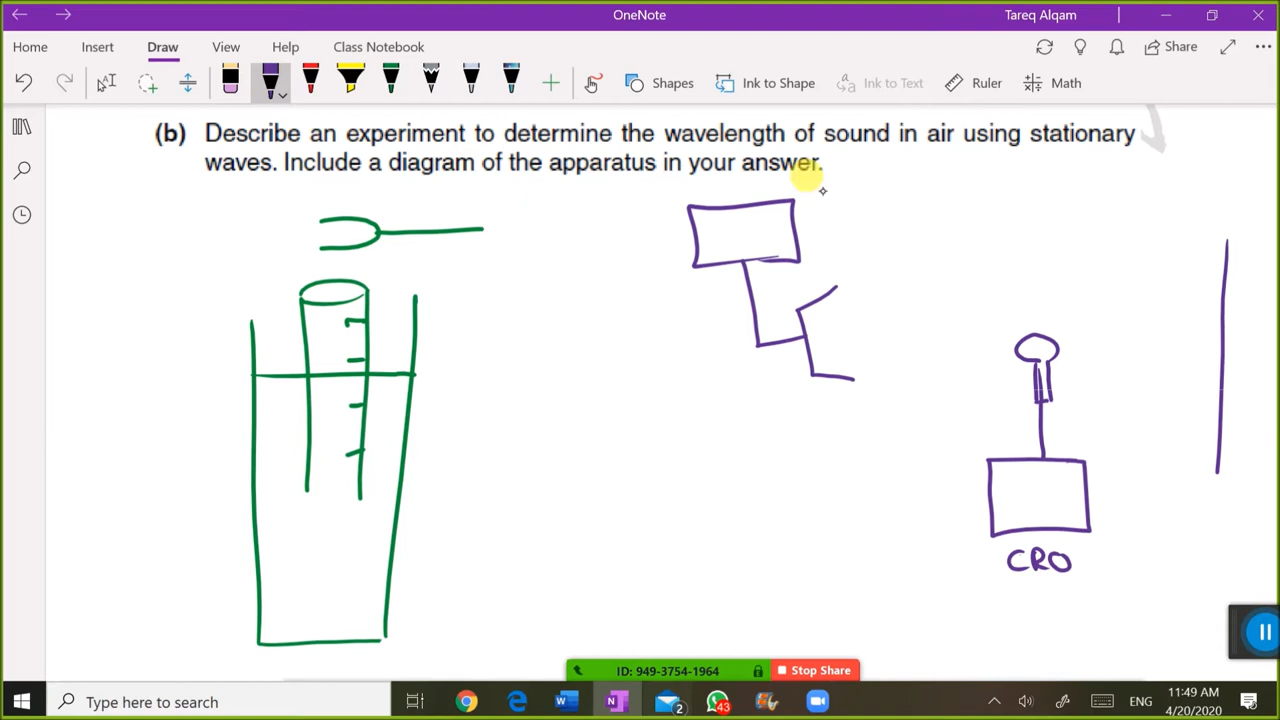 OneNote
Tareq Alqam
Home Insert Draw View Help Class Notebook
Share
Shapes Ink to Shape Ink to Text Ruler Math
(b) Describe an experiment to determine the wavelength of sound in air using stationary
waves. Include a diagram of the apparatus in your answer.
CRO
ID: 949-3754-1964 Stop Share
Type here to search
N
2
43
ENG
11:49 AM
4/20/2020